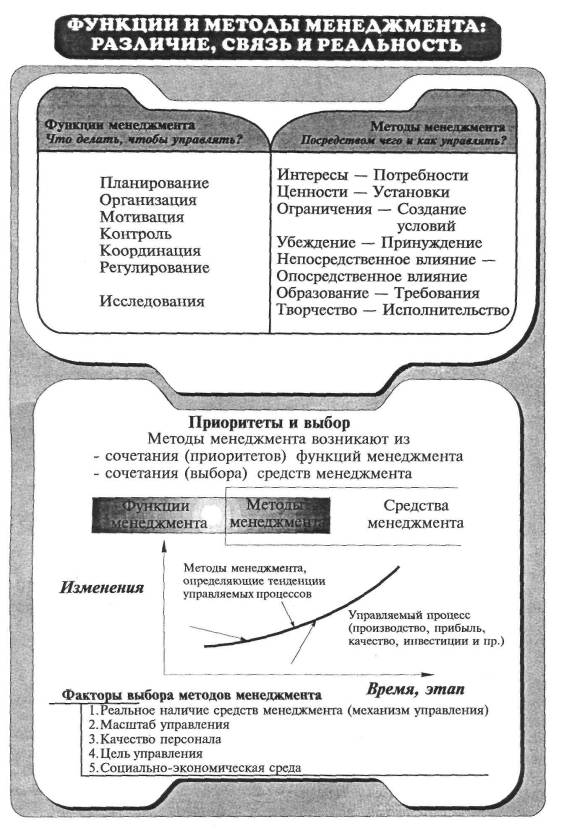 ФУНКЦИИ И МЕТОДЫ МЕНЕДЖМЕНТА:
РАЗЛИЧИЕ, СВЯЗЬ И РЕАЛЬНОСТЬ
Функции менеджмента
Что делать, чтобы управлять?
Планирование
Организация
Мотивация
Контроль
Координация
Регулирование
Исследования
Методы менеджмента
Посредством чего и как управлять?
Интересы — Потребности
Ценности — Установки
Ограничения — Создание
условий
Убеждение — Принуждение
Непосредственное влияние —
Опосредственное влияние
Образование — Требования
Творчество — Исполнительство
Приоритеты и выбор
Методы менеджмента возникают из
- сочетания (приоритетов) функций менеджмента
- сочетания (выбора) средств менеджмента
Функции
менеджмента
Методы
менеджмента
Средства
менеджмента
Изменения
Методы менеджмента,
определяющие тенденции
управляемых процессов
Управляемый процесс
(производство, прибыль,
качество, инвестиции и пр.)
Время, этап
Факторы выбора методов менеджмента
1.Реальное наличие средств менеджмента (механизм управления)
2.Масштаб управления
3.Качество персонала
4.Цель управления
5.Социально-экономическая среда